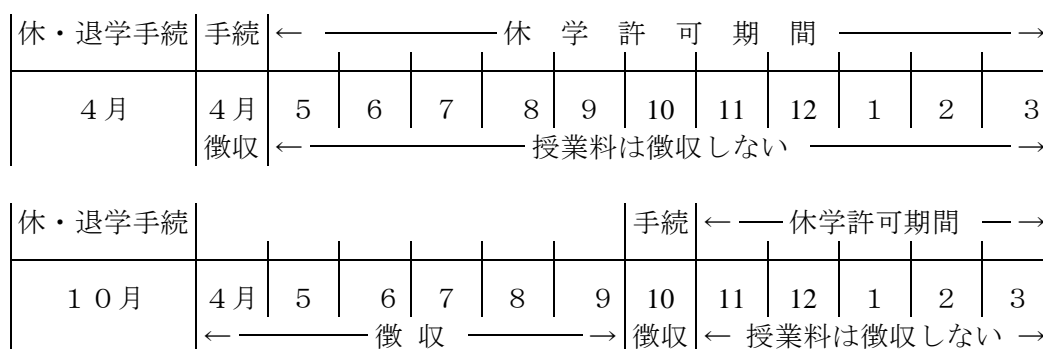 休・退学手続 手続 ← 休 学 許 可 期 間 →
４月 ４月 ５ ６ ７ ８ ９ 10 11 12 １ ２ ３
徴収 ← 授業料は徴収しない →
休・退学手続 手続 ← 休学許可期間 →
１０月 ４月 ５ ６ ７ ８ ９ 10 11 12 １ ２ ３
← 徴 収 → 徴収 ← 授業料は徴収しない →